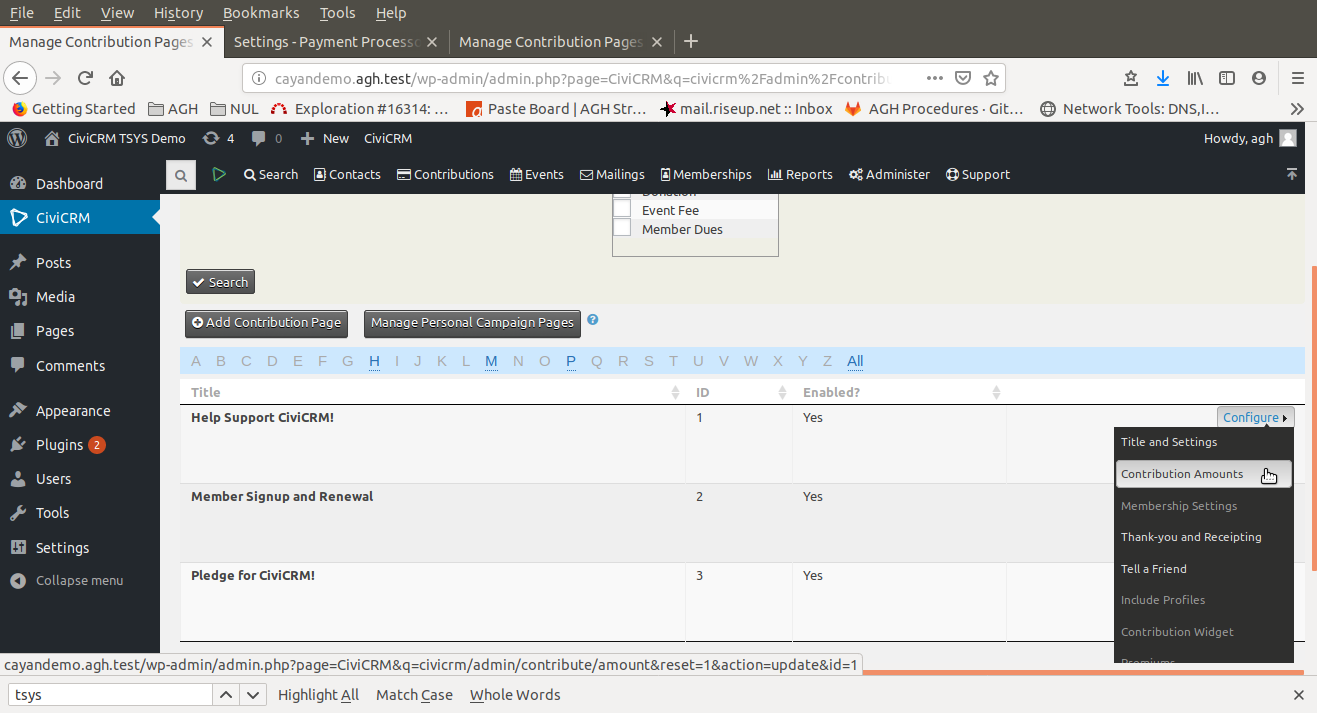 File Edit View History Bookmarks Tools Help
Manage Contribution Pages Settings - Payment Processo Manage Contribution Pages
cayandemo.agh.test/wp-admin/admin.php?page=CiviCRM&q=civicrm%2Fadmin%2Fcontribu
Getting Started AGH NUL Exploration #16314: ... Paste Board | AGH Str... mail.riseup.net :: Inbox AGH Procedures · Git... Network Tools: DNS,I...
CiviCRM TSYS Demo 4 0 New CiviCRM Howdy, agh
Search Contacts Contributions Events Mailings Memberships Reports Administer Support
Dashboard
CiviCRM
Posts
Media
Pages
Comments
Appearance
Plugins 2
Users
Tools
Settings
Collapse menu
Donation
Event Fee
Member Dues
Search
Add Contribution Page Manage Personal Campaign Pages ?
A B C D E F G H I J K L M N O P Q R S T U V W X Y Z All
Title ID Enabled?
Help Support CiviCRM! 1 Yes Configure
Member Signup and Renewal 2 Yes
Pledge for CiviCRM! 3 Yes
Title and Settings
Contribution Amounts
Membership Settings
Thank-you and Receipting
Tell a Friend
Include Profiles
Contribution Widget
Premiums
cayandemo.agh.test/wp-admin/admin.php?page=CiviCRM&q=civicrm/admin/contribute/amount&reset=1&action=update&id=1
tsys Highlight All Match Case Whole Words